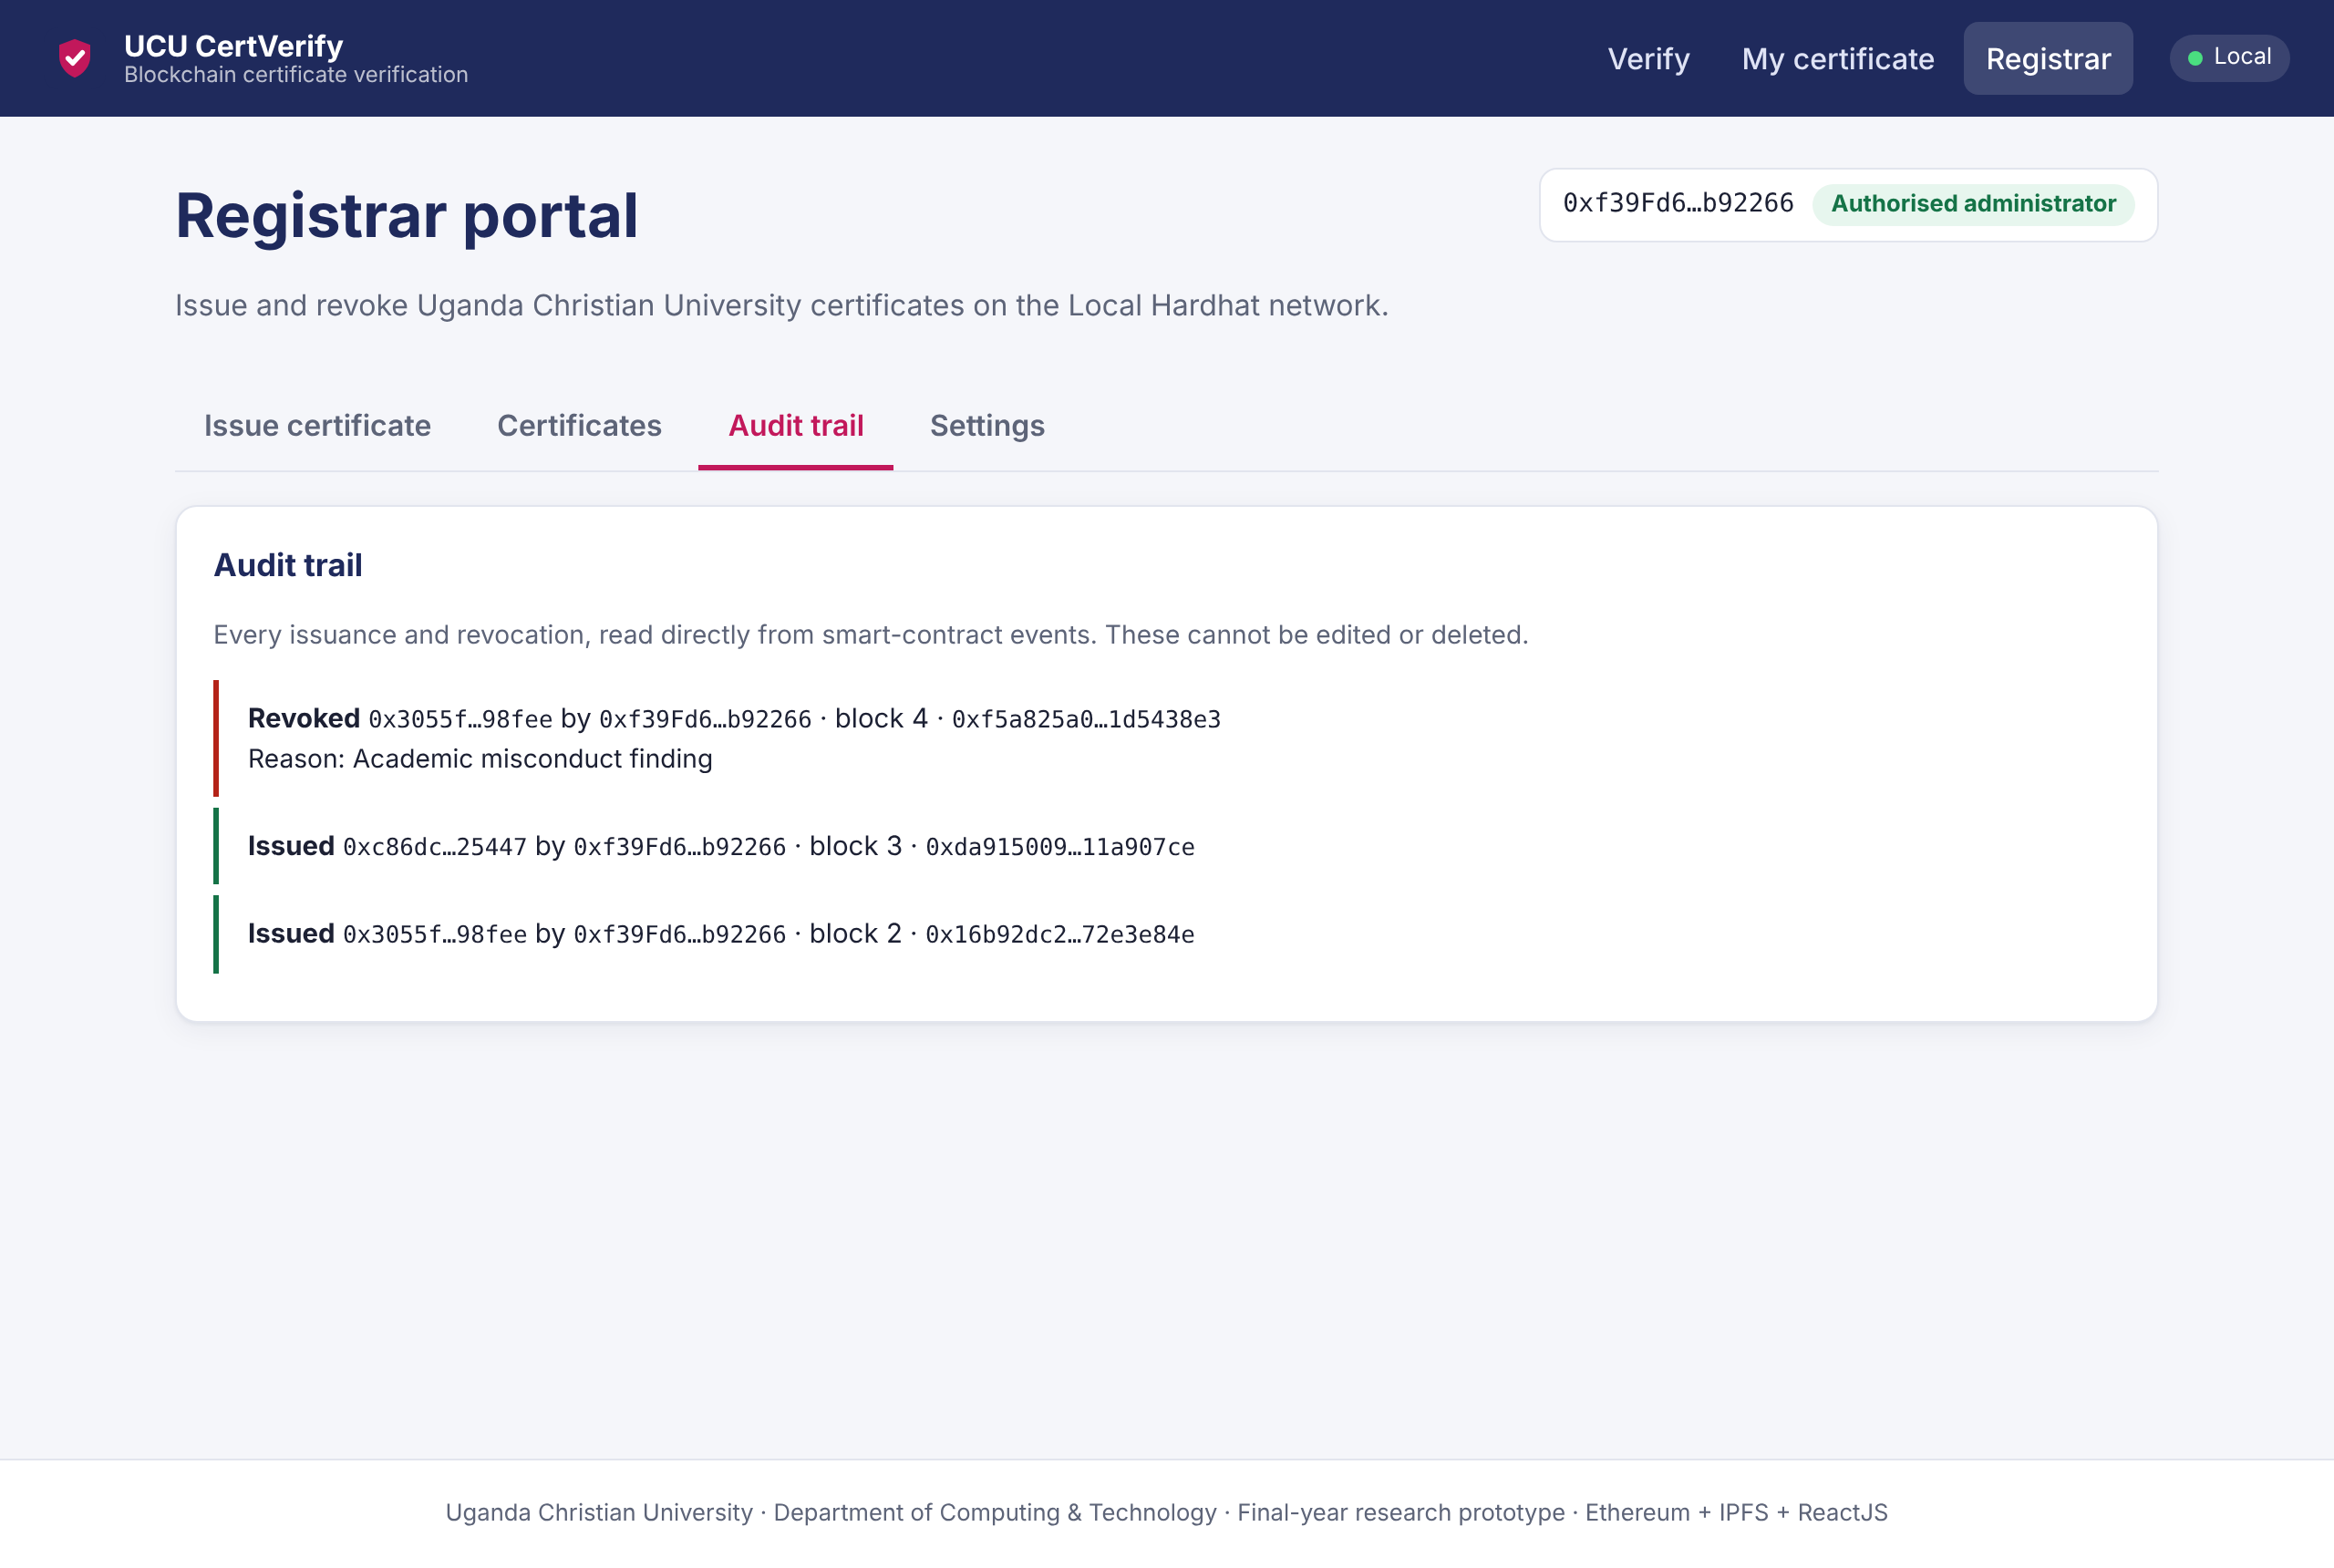 UCU CertVerify
Blockchain certificate verification
Verify
My certificate
Registrar
Local
Registrar portal
0xf39Fd6…b92266
Authorised administrator
Issue and revoke Uganda Christian University certificates on the Local Hardhat network.
Issue certificate
Certificates
Audit trail
Settings
Audit trail
Every issuance and revocation, read directly from smart-contract events. These cannot be edited or deleted.
Revoked 0x3055f…98fee by 0xf39Fd6…b92266 · block 4 · 0xf5a825a0…1d5438e3
Reason: Academic misconduct finding
Issued 0xc86dc…25447 by 0xf39Fd6…b92266 · block 3 · 0xda915009…11a907ce
Issued 0x3055f…98fee by 0xf39Fd6…b92266 · block 2 · 0x16b92dc2…72e3e84e
Uganda Christian University · Department of Computing & Technology · Final-year research prototype · Ethereum + IPFS + ReactJS